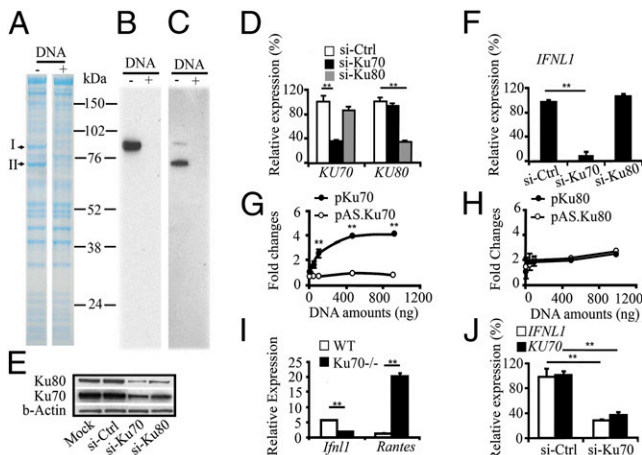 A
DNA
- +
kDa
150
102
76
52
38
24
I
II
B
DNA
- +
C
DNA
- +
D
si-Ctrl
si-Ku70
si-Ku80
Relative expression (%)
120
80
40
0
** **
KU70 KU80
F
IFNL1
Relative expression (%)
120
80
40
0
**
si-Ctrl si-Ku70 si-Ku80
G
pKu70
pAS.Ku70
Fold changes
6
4
2
0
** ** **
0 400 800 1200
DNA amounts (ng)
H
pKu80
pAS.Ku80
Fold Changes
6
4
2
0
0 400 800 1200
DNA amounts (ng)
E
Ku80
Ku70
b-Actin
Mock si-Ctrl si-Ku70 si-Ku80
I
WT
Ku70-/-
Relative Expression
25
20
15
10
5
0
** **
Ifnl1 Rantes
J
IFNL1
KU70
Relative expression (%)
120
80
40
0
**
**
si-Ctrl si-Ku70